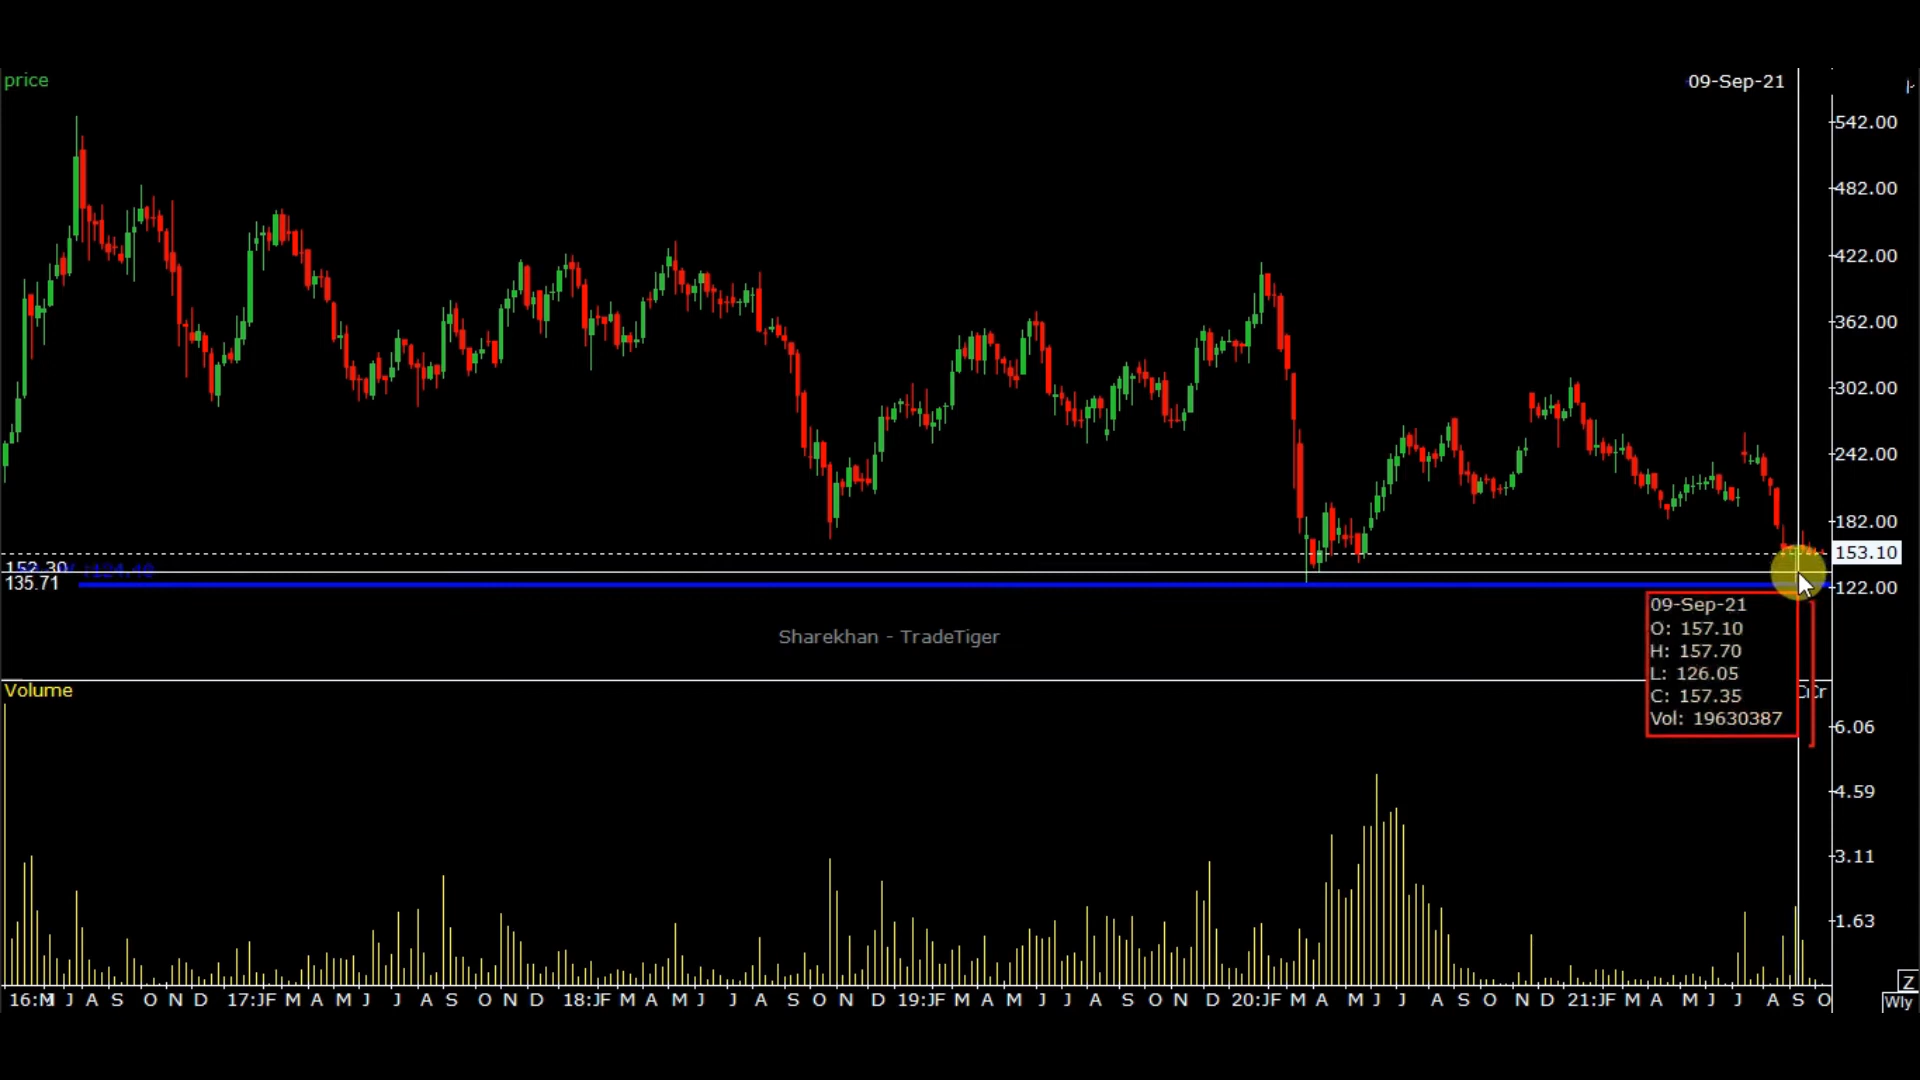 price
09-Sep-21
542.00
482.00
422.00
362.00
302.00
242.00
182.00
153.10
122.00
152.30
135.71
09-Sep-21
O: 157.10
H: 157.70
L: 126.05
C: 157.35
Vol: 19630387
Sharekhan - TradeTiger
Volume
Cr
6.06
4.59
3.11
1.63
16:M J A S O N D 17:JF M A M J J A S O N D 18:JF M A M J J A S O N D 19:JF M A M J J A S O N D 20:JF M A M J J A S O N D 21:JF M A M J J A S O
Z
Wly